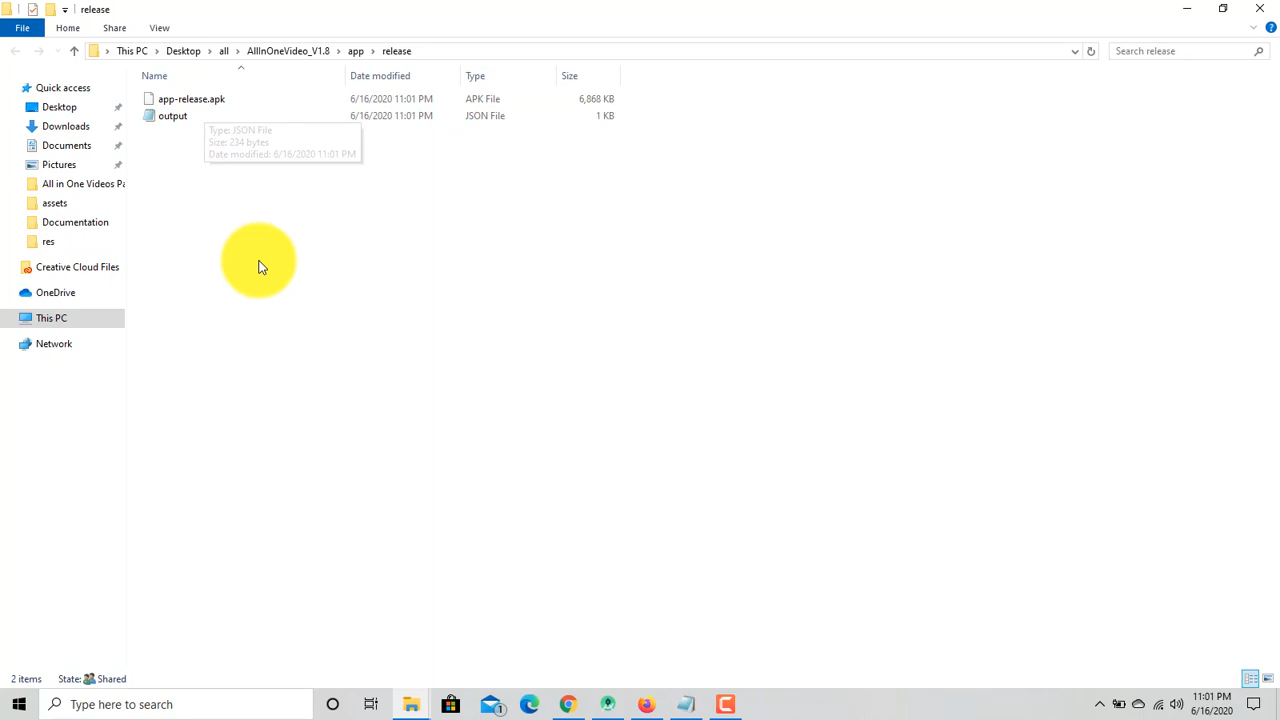 release
File Home Share View
This PC Desktop all AllInOneVideo_V1.8 app release
Search release
Name Date modified Type Size
app-release.apk 6/16/2020 11:01 PM APK File 6,868 KB
output 6/16/2020 11:01 PM JSON File 1 KB
Type: JSON File
Size: 234 bytes
Date modified: 6/16/2020 11:01 PM
Quick access
Desktop
Downloads
Documents
Pictures
All in One Videos Pa
assets
Documentation
res
Creative Cloud Files
OneDrive
This PC
Network
2 items State: Shared
Type here to search
1
11:01 PM
6/16/2020